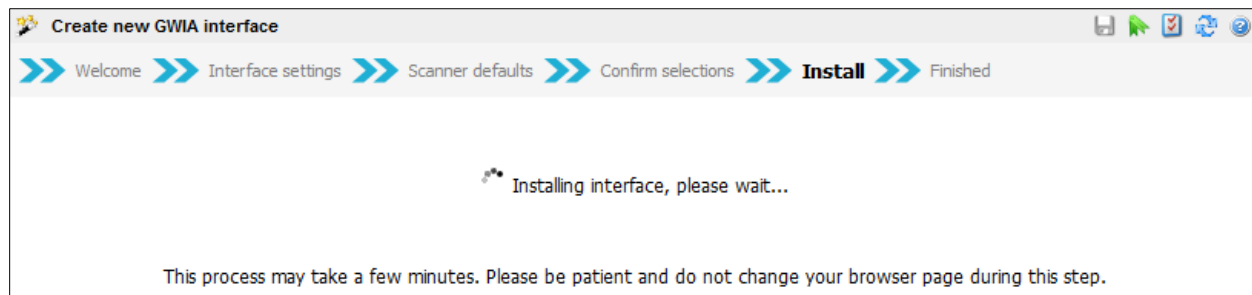 Create new GWIA interface
Welcome Interface settings Scanner defaults Confirm selections Install Finished
Installing interface, please wait...
This process may take a few minutes. Please be patient and do not change your browser page during this step.